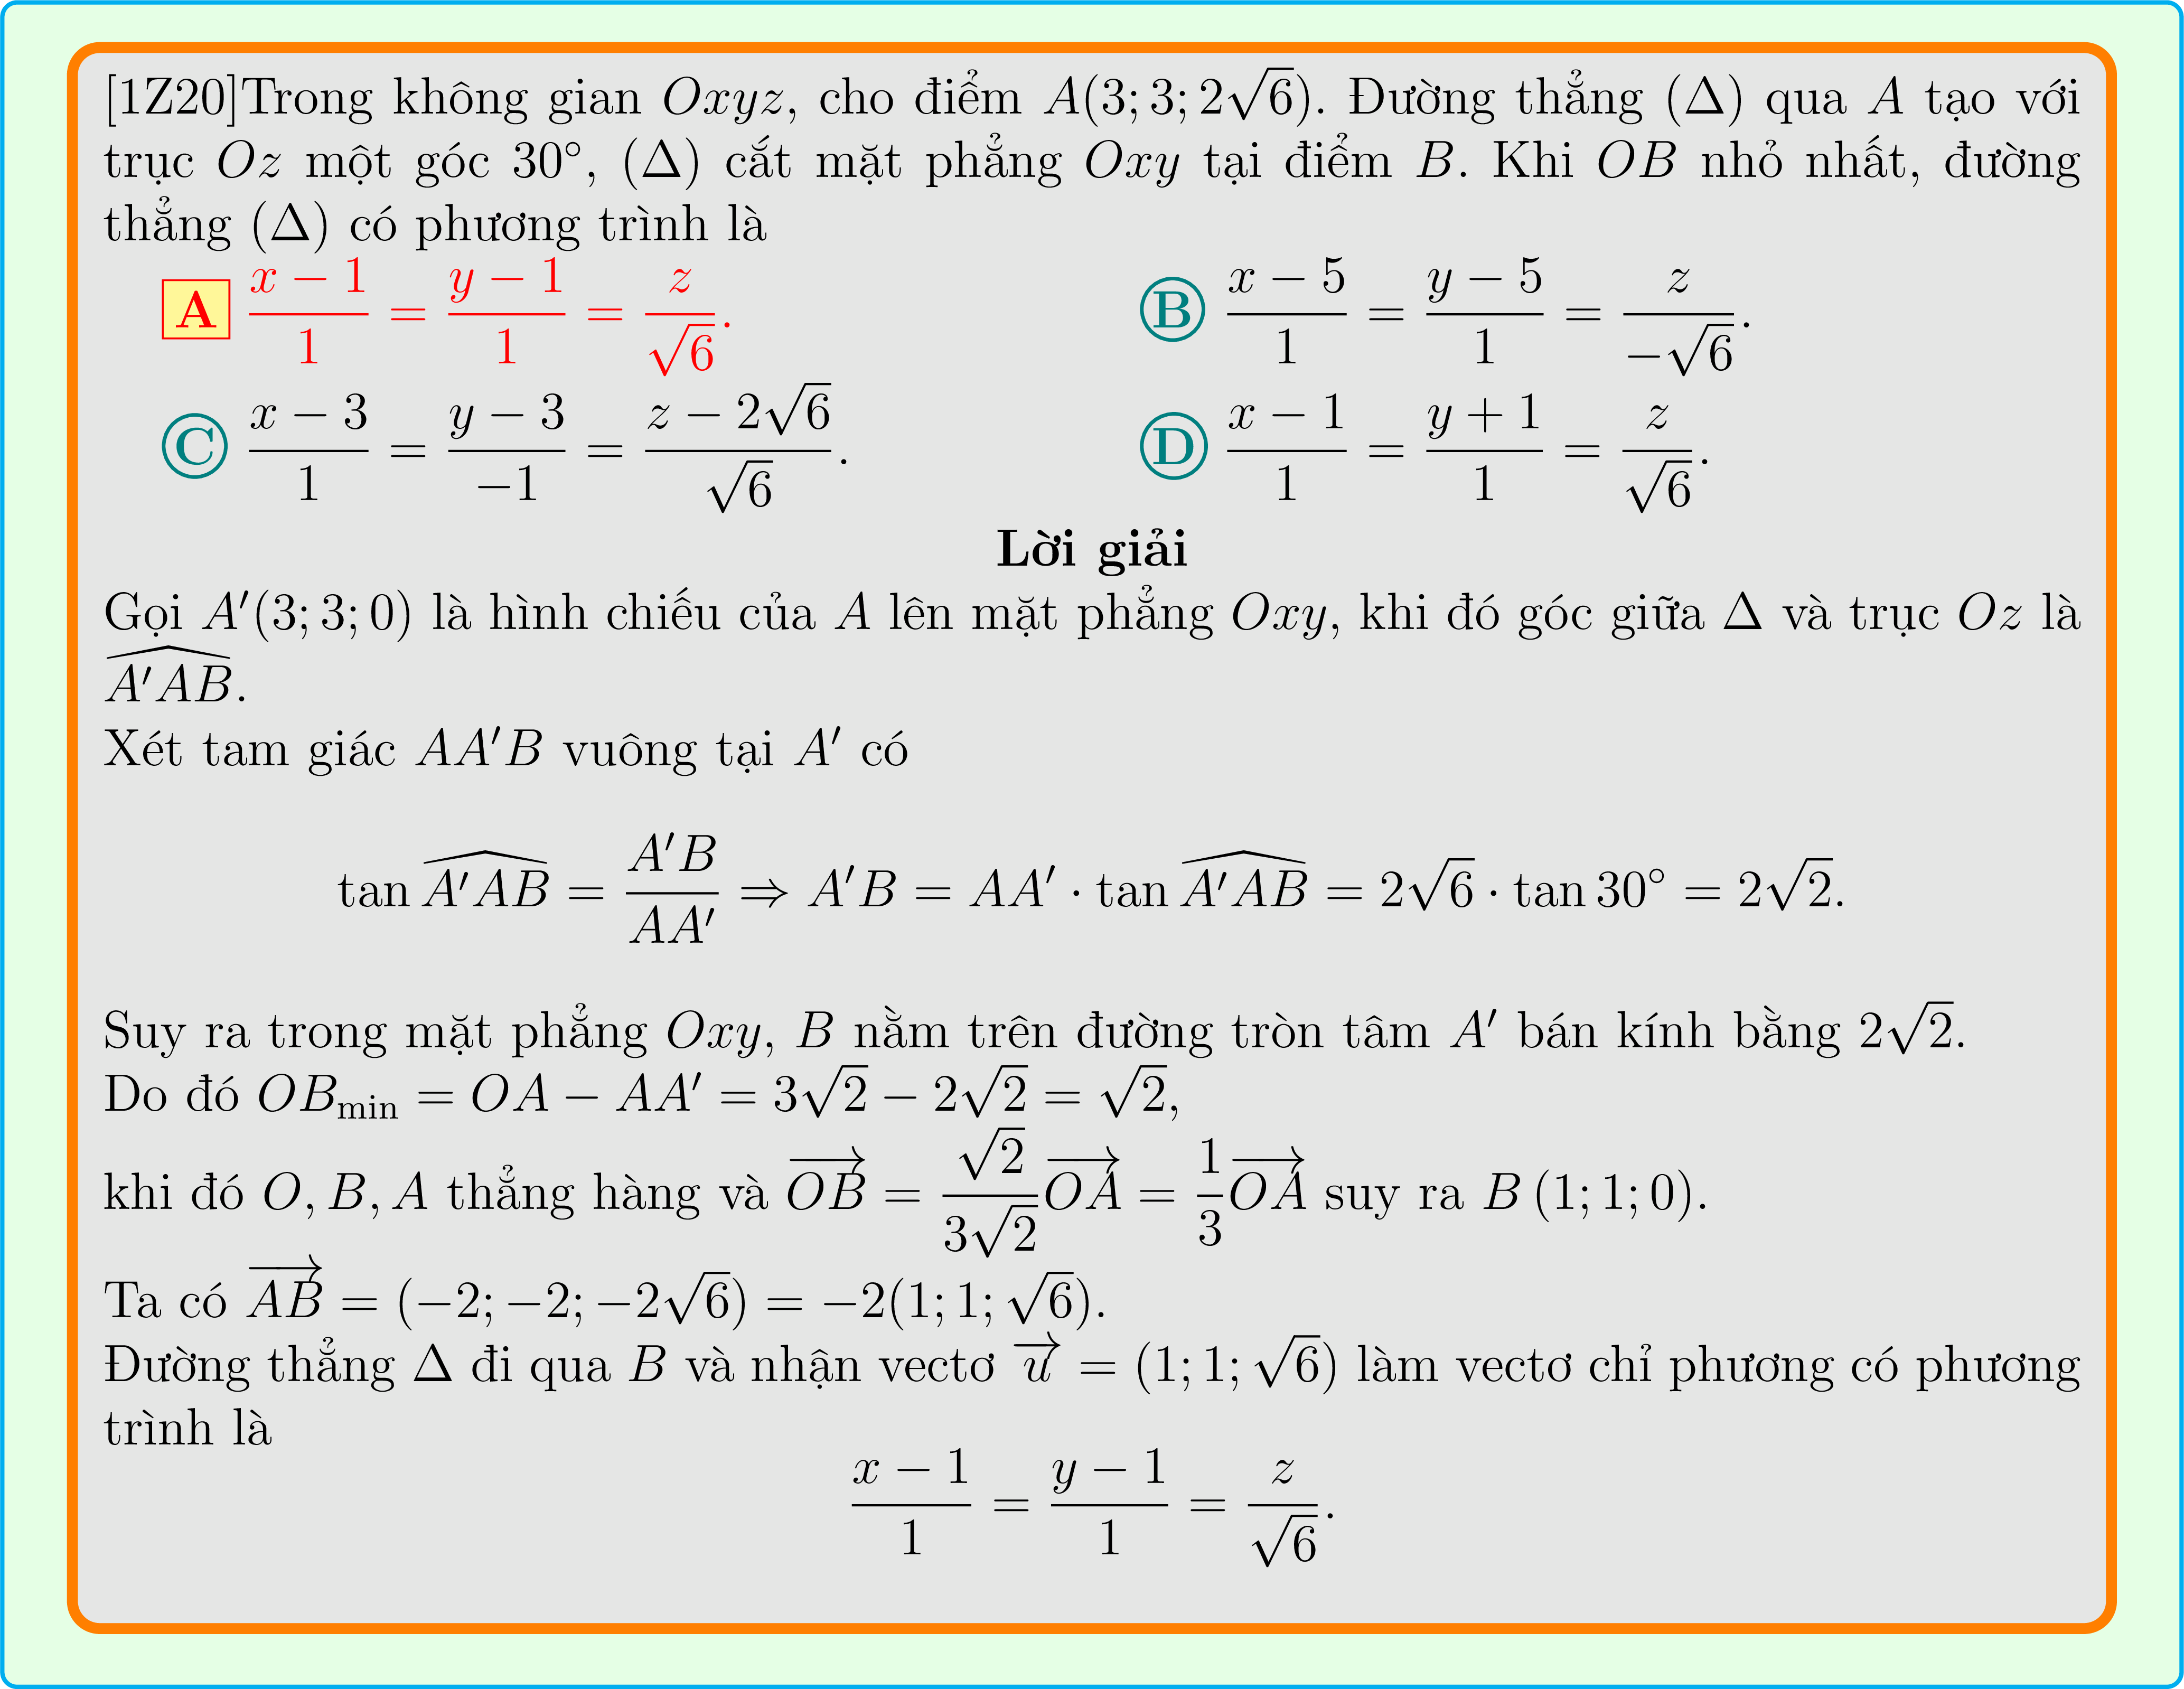 [1Z20]Trong không gian $Oxyz$, cho điểm $A(3; 3; 2\sqrt{6})$. Đường thẳng $(\Delta)$ qua $A$ tạo với
trục $Oz$ một góc $30^\circ$, $(\Delta)$ cắt mặt phẳng $Oxy$ tại điểm $B$. Khi $OB$ nhỏ nhất, đường
thẳng $(\Delta)$ có phương trình là
A $\frac{x-1}{1} = \frac{y-1}{1} = \frac{z}{\sqrt{6}}$. B $\frac{x-5}{1} = \frac{y-5}{1} = \frac{z}{-\sqrt{6}}$.
C $\frac{x-3}{1} = \frac{y-3}{-1} = \frac{z-2\sqrt{6}}{\sqrt{6}}$. D $\frac{x-1}{1} = \frac{y+1}{1} = \frac{z}{\sqrt{6}}$.
Lời giải
Gọi $A'(3; 3; 0)$ là hình chiếu của $A$ lên mặt phẳng $Oxy$, khi đó góc giữa $\Delta$ và trục $Oz$ là
$\widehat{A'AB}$.
Xét tam giác $AA'B$ vuông tại $A'$ có
$\tan \widehat{A'AB} = \frac{A'B}{AA'} \Rightarrow A'B = AA' \cdot \tan \widehat{A'AB} = 2\sqrt{6} \cdot \tan 30^\circ = 2\sqrt{2}$.
Suy ra trong mặt phẳng $Oxy$, $B$ nằm trên đường tròn tâm $A'$ bán kính bằng $2\sqrt{2}$.
Do đó $OB_{\min} = OA - AA' = 3\sqrt{2} - 2\sqrt{2} = \sqrt{2}$,
khi đó $O, B, A$ thẳng hàng và $\overrightarrow{OB} = \frac{\sqrt{2}}{3\sqrt{2}}\overrightarrow{OA} = \frac{1}{3}\overrightarrow{OA}$ suy ra $B(1; 1; 0)$.
Ta có $\overrightarrow{AB} = (-2; -2; -2\sqrt{6}) = -2(1; 1; \sqrt{6})$.
Đường thẳng $\Delta$ đi qua $B$ và nhận vectơ $\overrightarrow{u} = (1; 1; \sqrt{6})$ làm vectơ chỉ phương có phương
trình là
$\frac{x-1}{1} = \frac{y-1}{1} = \frac{z}{\sqrt{6}}$.